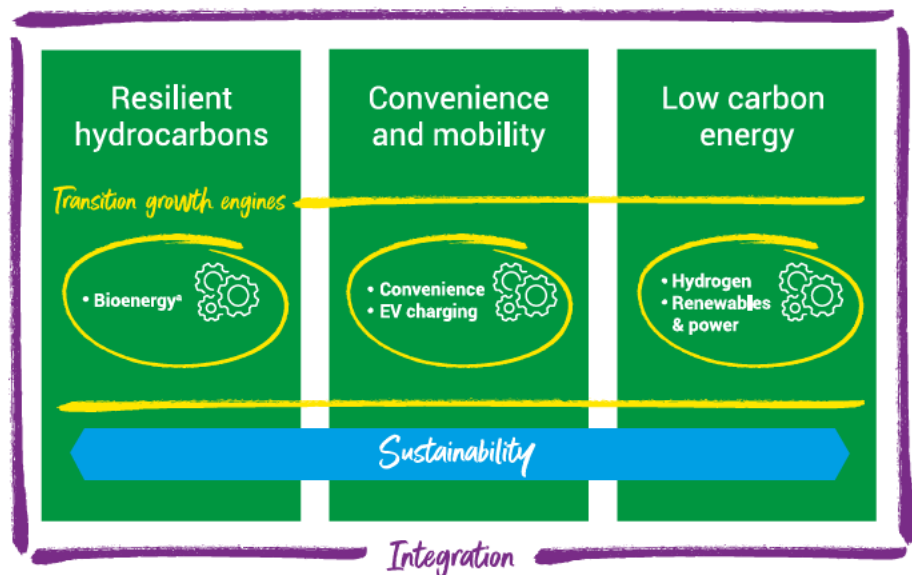 Resilient
hydrocarbons
Convenience
and mobility
Low carbon
energy
Transition growth engines
• Bioenergyᵃ
• Convenience
• EV charging
• Hydrogen
• Renewables
& power
Sustainability
Integration